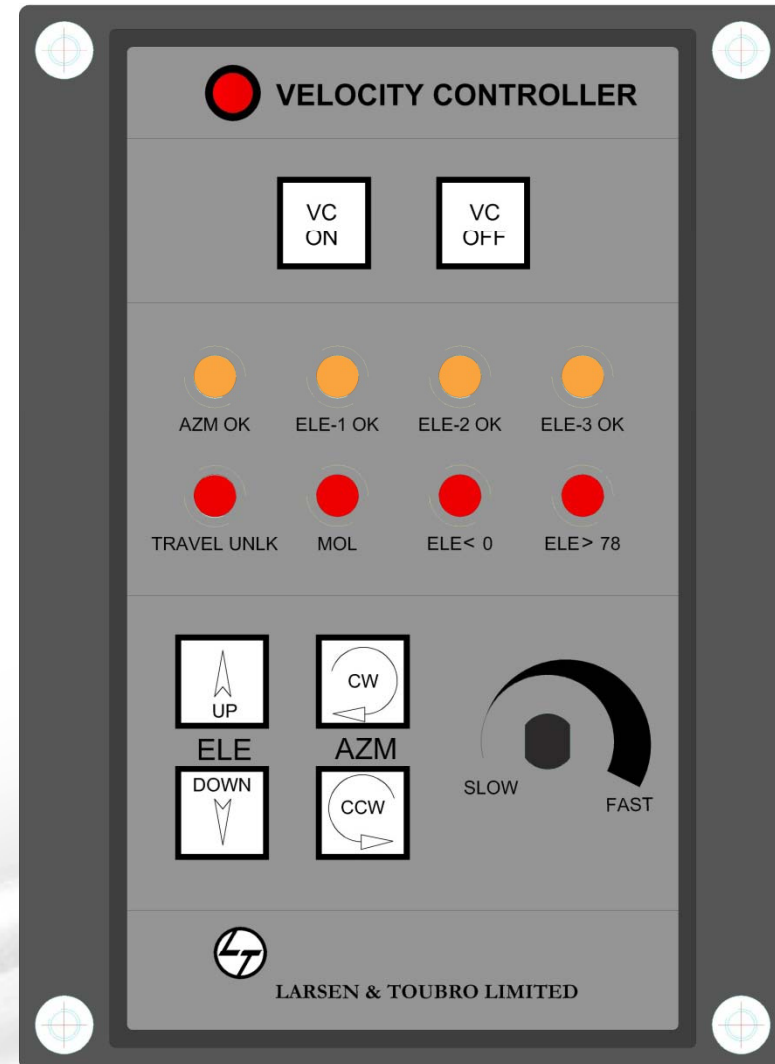 VELOCITY CONTROLLER
VC
ON
VC
OFF
AZM OK
ELE-1 OK
ELE-2 OK
ELE-3 OK
TRAVEL UNLK
MOL
ELE< 0
ELE> 78
UP
CW
ELE
AZM
DOWN
CCW
SLOW
FAST
LT
LARSEN & TOUBRO LIMITED